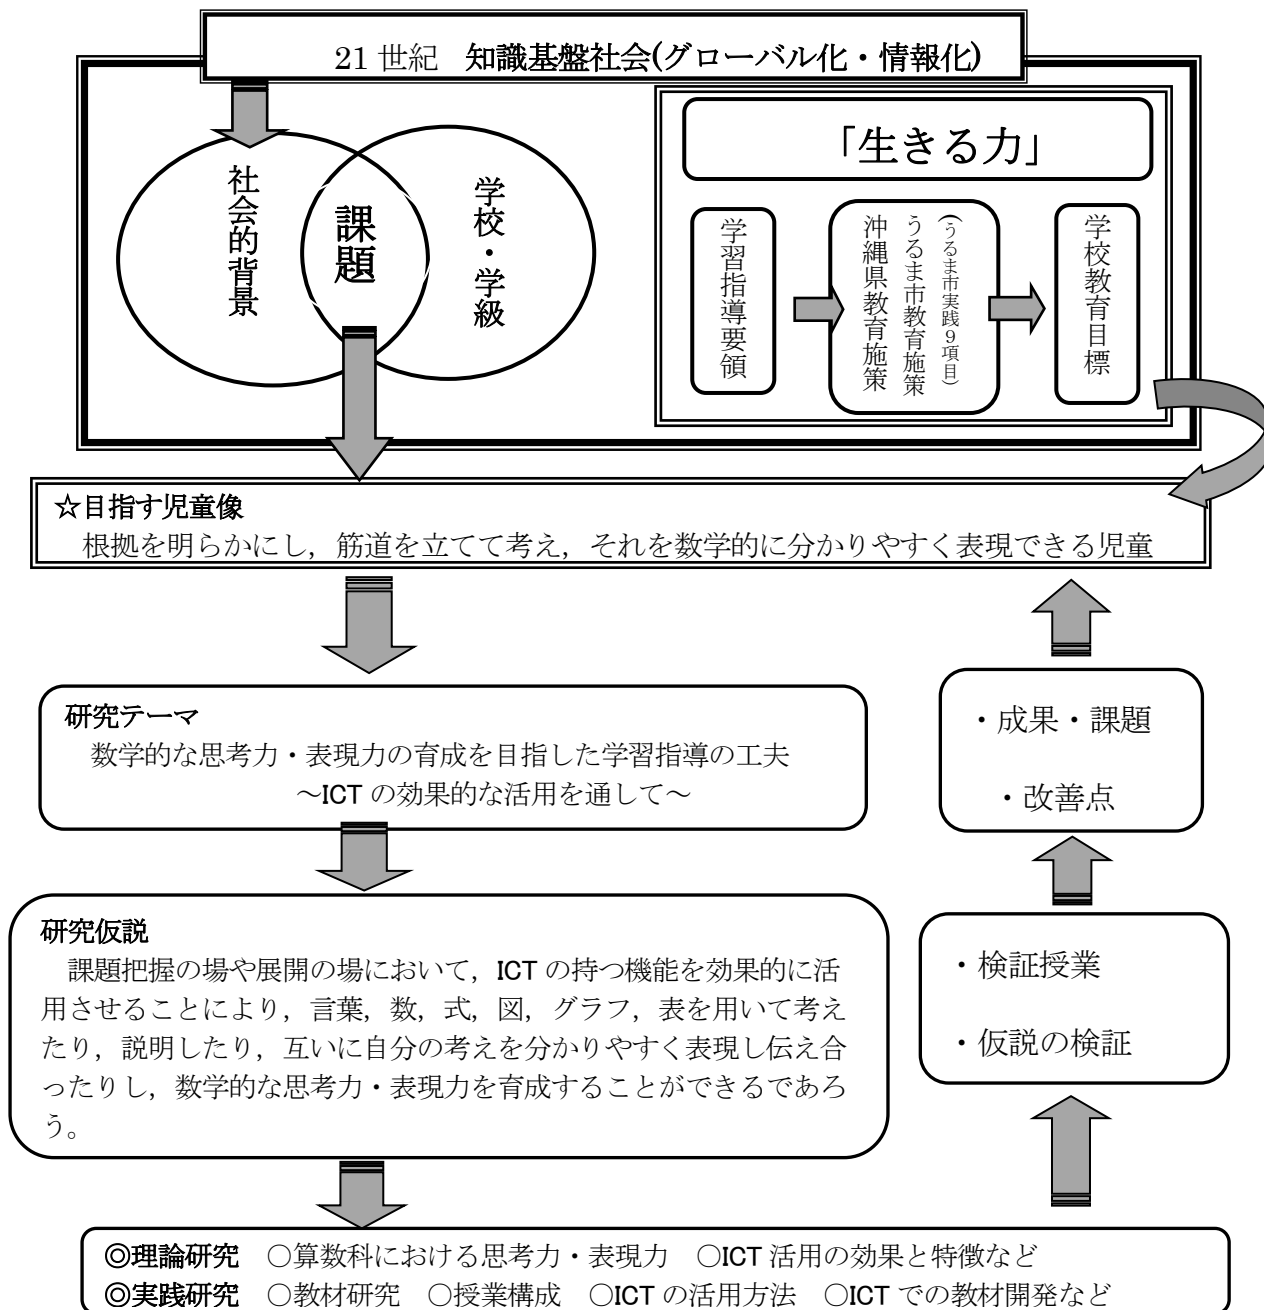 21世紀　知識基盤社会(グローバル化・情報化)
社会的背景
課題
学校・学級
「生きる力」
学習指導要領
(うるま市実践９項目)
うるま市教育施策
沖縄県教育施策
学校教育目標
☆目指す児童像
根拠を明らかにし，筋道を立てて考え，それを数学的に分かりやすく表現できる児童
研究テーマ
数学的な思考力・表現力の育成を目指した学習指導の工夫
～ICTの効果的な活用を通して～
研究仮説
課題把握の場や展開の場において，ICTの持つ機能を効果的に活
用させることにより，言葉，数，式，図，グラフ，表を用いて考え
たり，説明したり，互いに自分の考えを分かりやすく表現し伝え合
ったりし，数学的な思考力・表現力を育成することができるであろ
う。
・成果・課題
・改善点
・検証授業
・仮説の検証
◎理論研究　○算数科における思考力・表現力　○ICT活用の効果と特徴など
◎実践研究　○教材研究　○授業構成　○ICTの活用方法　○ICTでの教材開発など